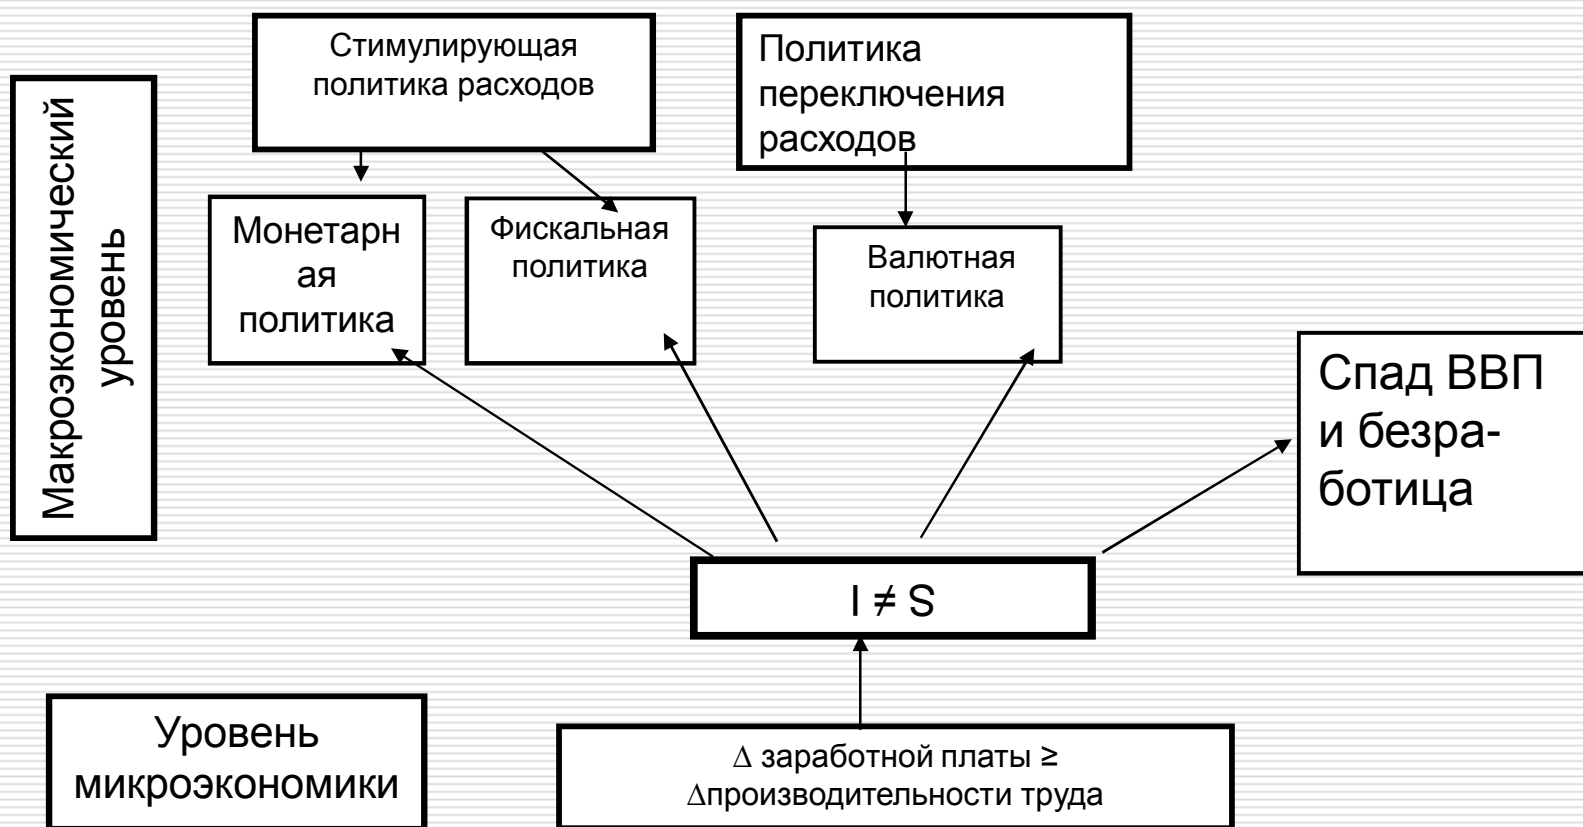 Стимулирующая
политика расходов
Политика
переключения
расходов
Макроэкономический
уровень
Монетарн
ая
политика
Фискальная
политика
Валютная
политика
Спад ВВП
и безра-
ботица
I ≠ S
Уровень
микроэкономики
∆ заработной платы ≥
∆производительности труда